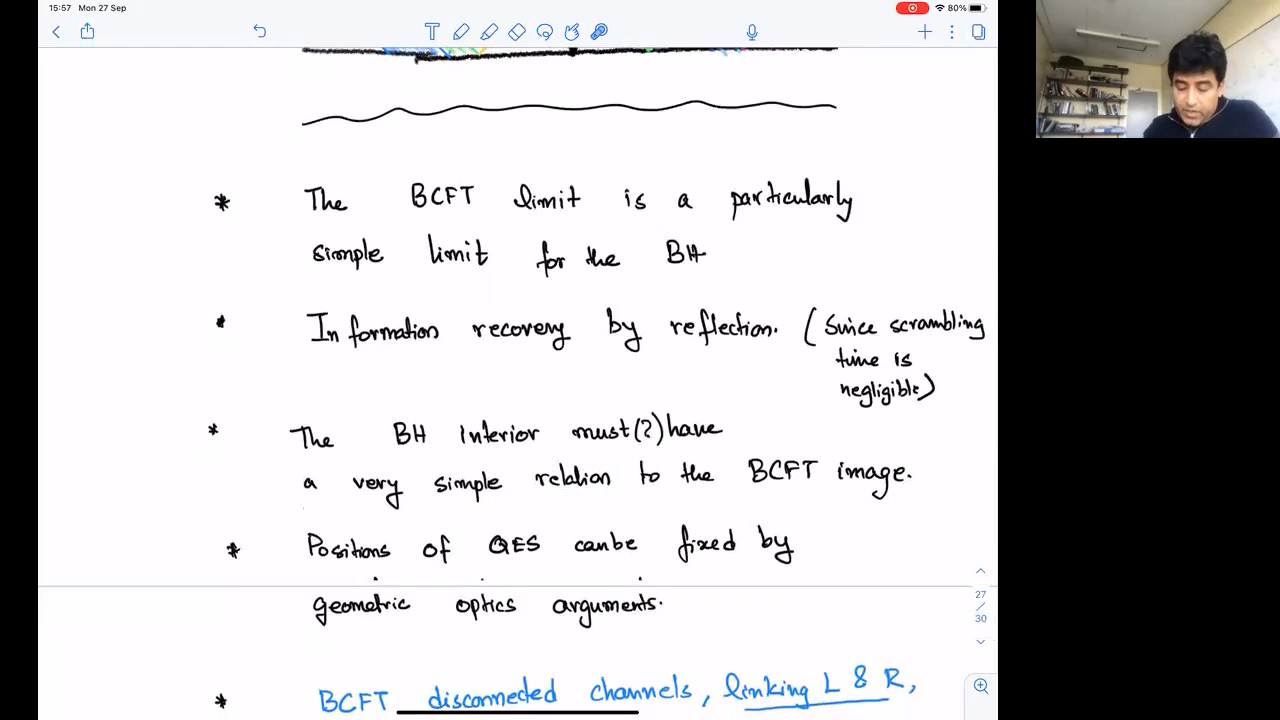 15:57 Mon 27 Sep
80%
* The BCFT limit is a particularly
simple limit for the BH
* Information recovery by reflection. (Since scrambling
time is
negligible)
* The BH interior must(?) have
a very simple relation to the BCFT image.
* Positions of QES can be fixed by
geometric optics arguments.
27
/
30
* BCFT disconnected channels, linking L & R,